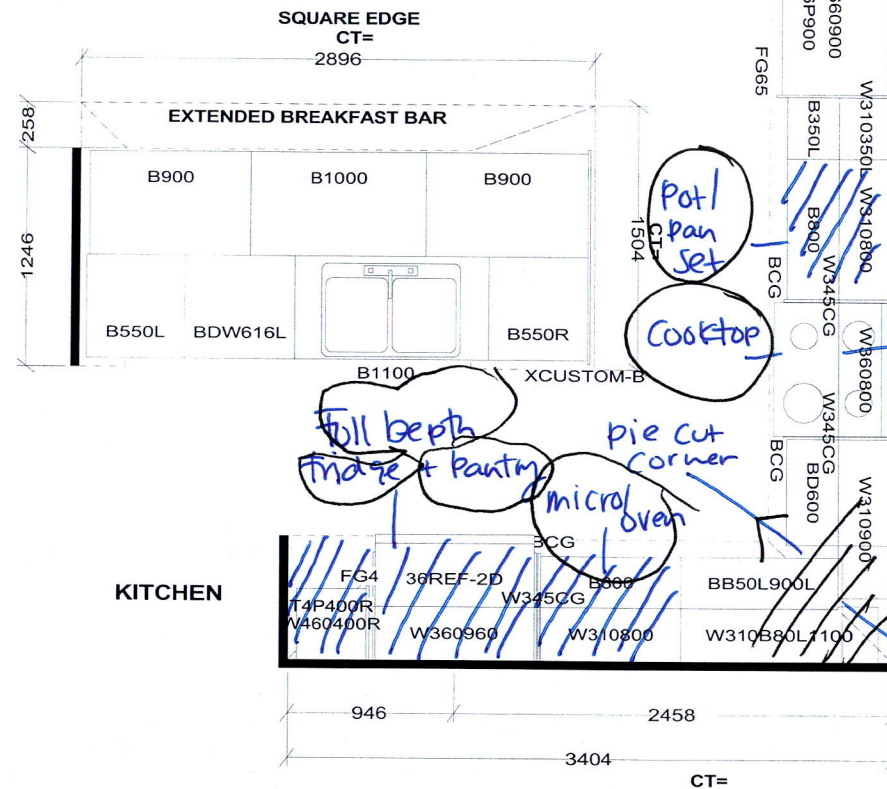 SQUARE EDGE
CT=
2896
258
EXTENDED BREAKFAST BAR
1246
B900
B1000
B900
B550L
BDW616L
B550R
B1100
XCUSTOM-B
1504
CT=
FG65
B350L
W310350L
B800
W310800
BCG
W345CG
W360800
W345CG
BCG
BD600
W310900
Pot/
pan
set
Cooktop
full Depth
fridge + Pantry
micro/
oven
pie cut
corner
BCG
KITCHEN
FG4
36REF-2D
T4P400R
W460400R
W360960
W345CG
B800
W310800
BB50L900L
W310B80L1100
946
2458
3404
CT=